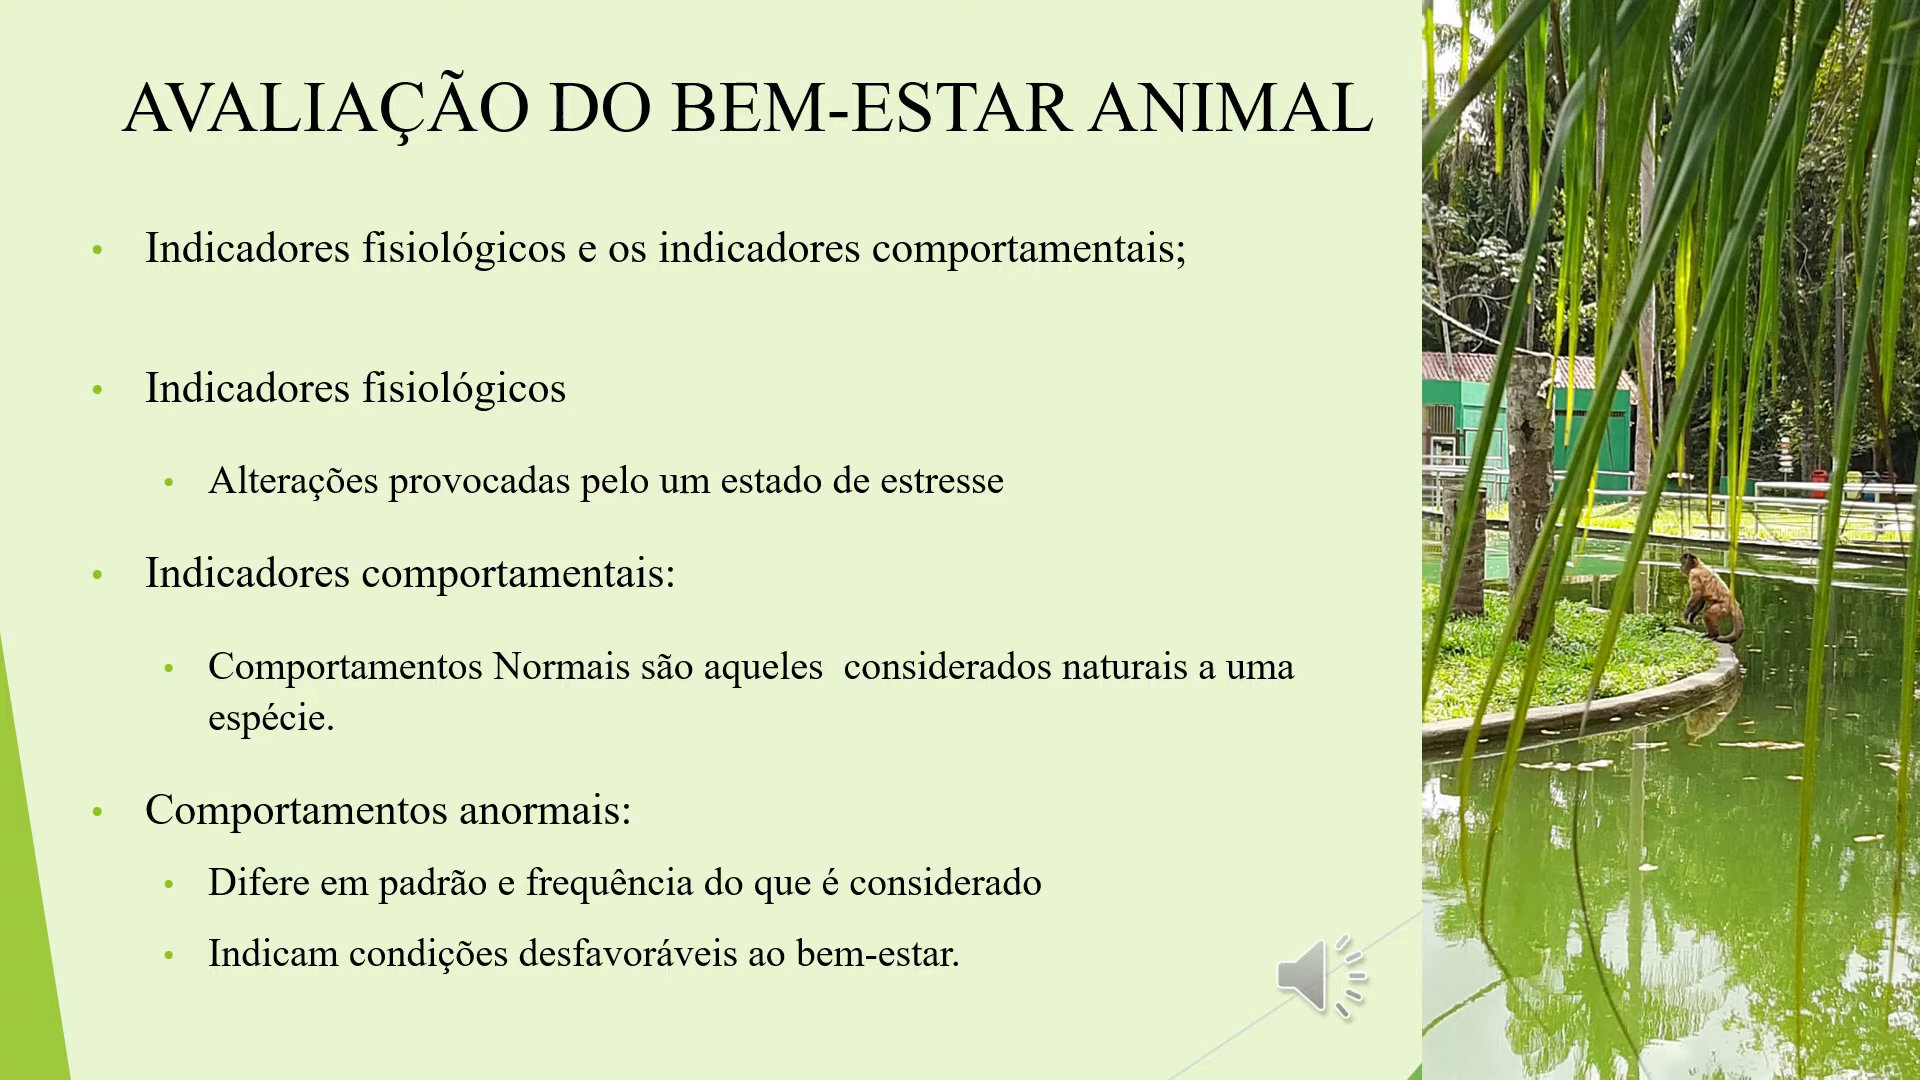 AVALIAÇÃO DO BEM-ESTAR ANIMAL
• Indicadores fisiológicos e os indicadores comportamentais;
• Indicadores fisiológicos
• Alterações provocadas pelo um estado de estresse
• Indicadores comportamentais:
• Comportamentos Normais são aqueles  considerados naturais a uma
espécie.
• Comportamentos anormais:
• Difere em padrão e frequência do que é considerado
• Indicam condições desfavoráveis ao bem-estar.